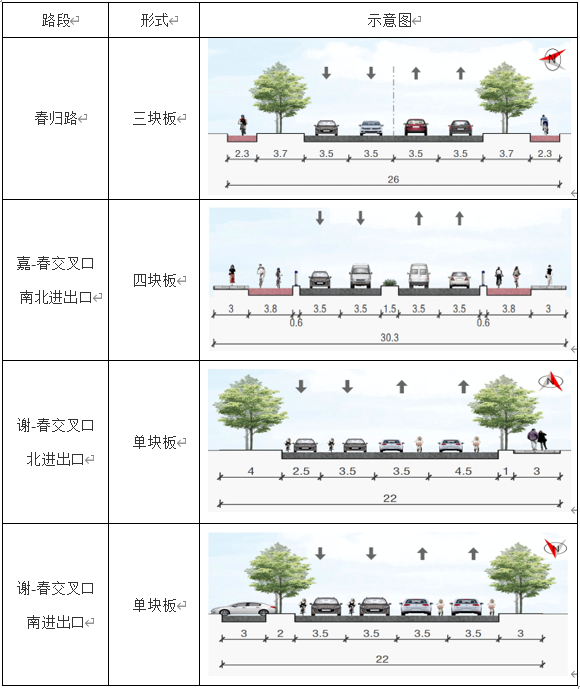 路段
形式
示意图
春归路
三块板
N
2.3 3.7 3.5 3.5 3.5 3.5 3.7 2.3
26
嘉-春交叉口
南北进出口
四块板
3 3.8 3.5 3.5 1.5 3.5 3.5 3.8 3
0.6 0.6
30.3
谢-春交叉口
北进出口
单块板
N
4 2.5 3.5 3.5 4.5 1 3
22
谢-春交叉口
南进出口
单块板
N
3 2 3.5 3.5 3.5 3.5 3
22